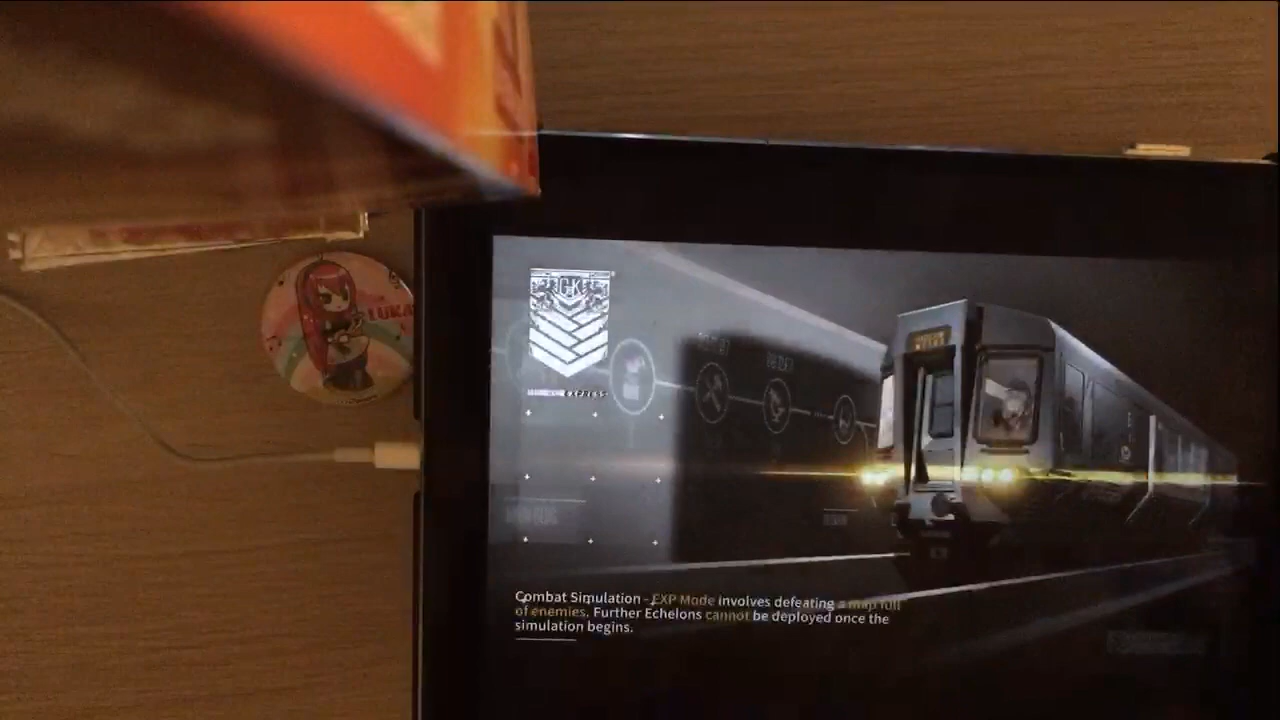 LUKA
G&K
EXPRESS
Combat Simulation - EXP Mode involves defeating a map full
of enemies. Further Echelons cannot be deployed once the
simulation begins.